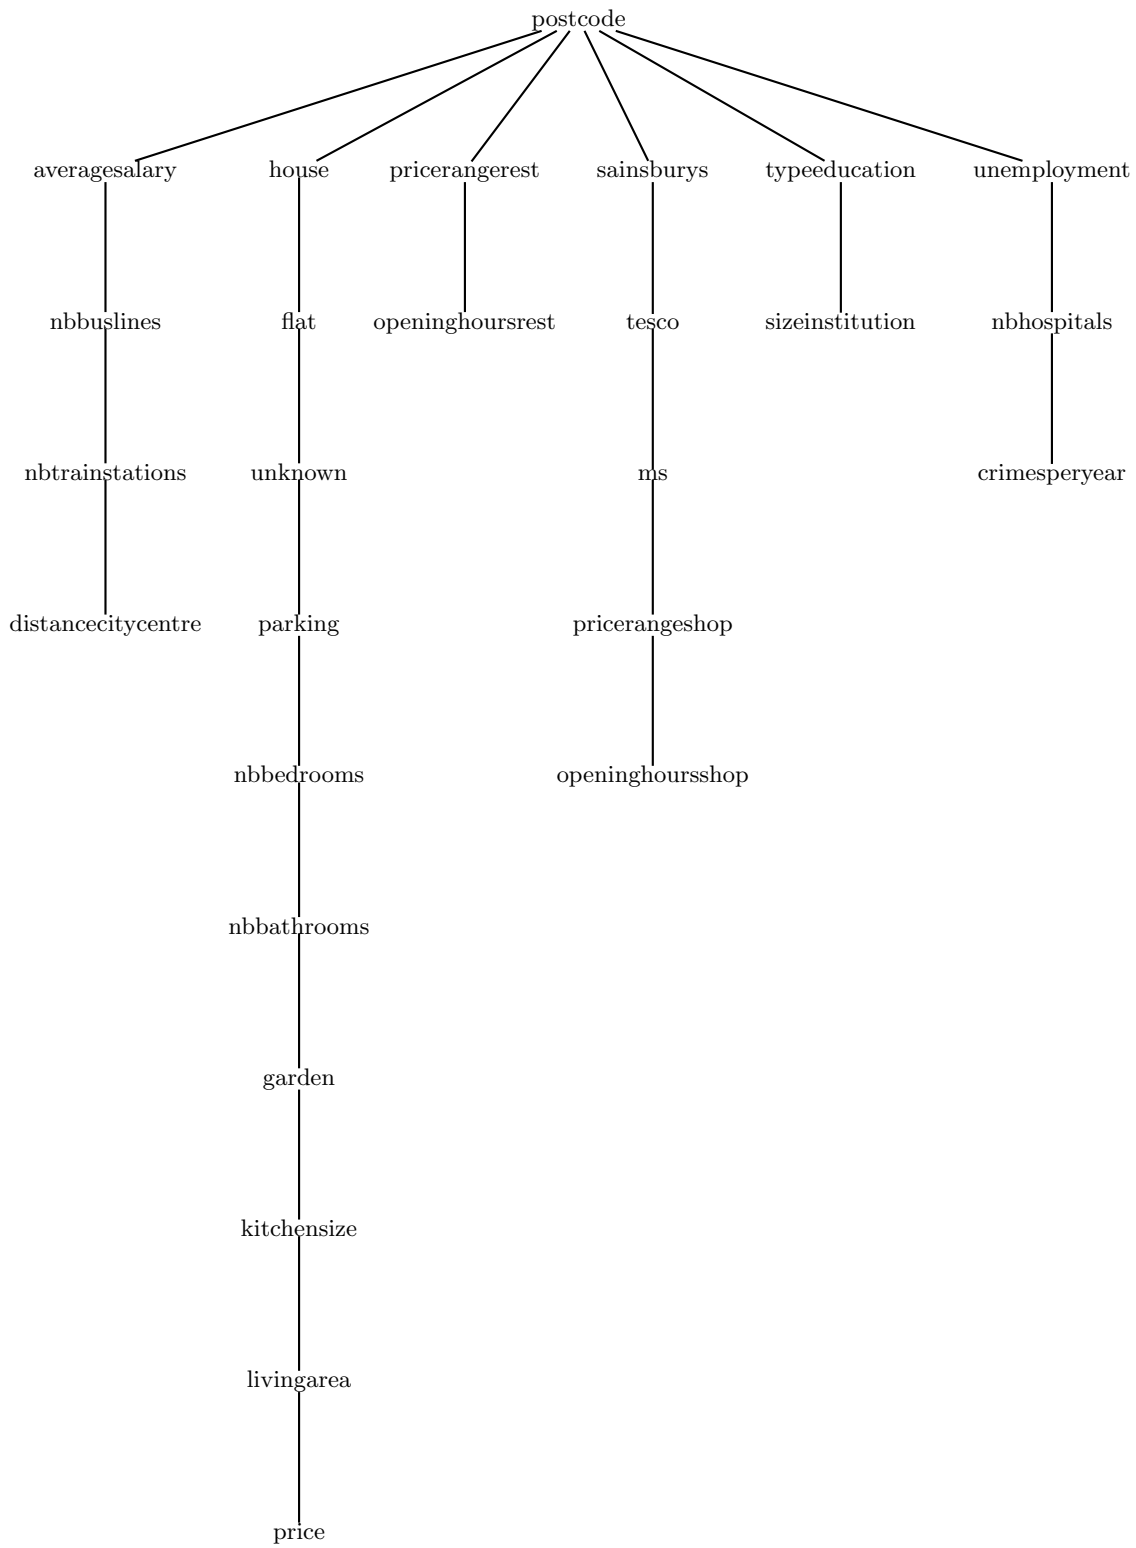 postcode
averagesalary house pricerangerest sainsburys typeeducation unemployment
nbbuslines flat openinghoursrest tesco sizeinstitution nbhospitals
nbtrainstations unknown ms crimesperyear
distancecitycentre parking pricerangeshop
nbbedrooms openinghoursshop
nbbathrooms
garden
kitchensize
livingarea
price